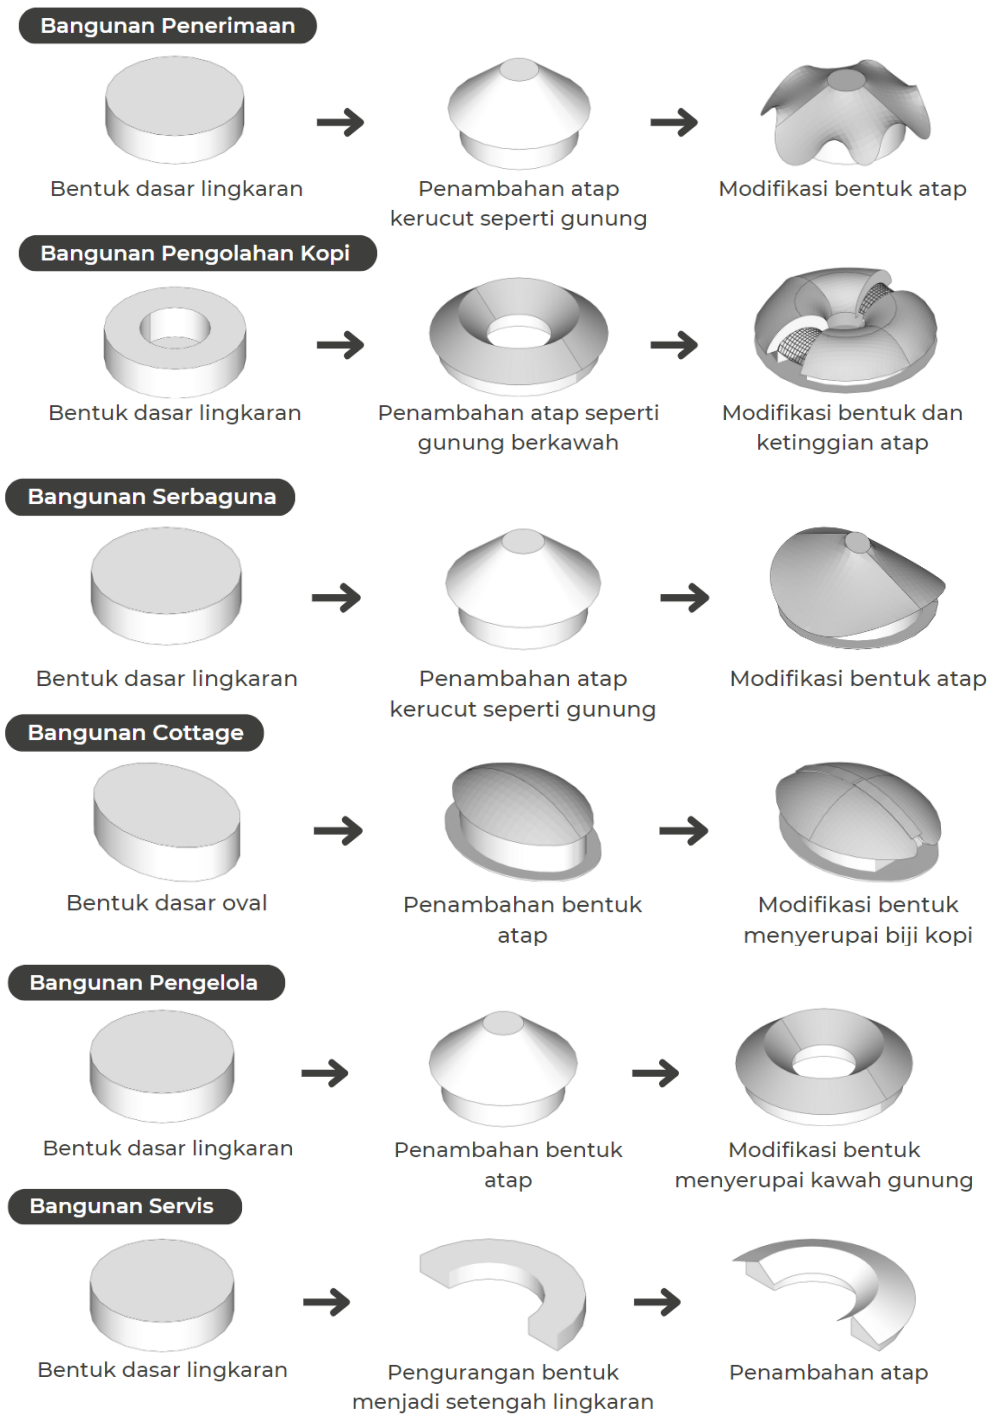 Bangunan Penerimaan
Bentuk dasar lingkaran
Penambahan atap
kerucut seperti gunung
Modifikasi bentuk atap
Bangunan Pengolahan Kopi
Bentuk dasar lingkaran
Penambahan atap seperti
gunung berkawah
Modifikasi bentuk dan
ketinggian atap
Bangunan Serbaguna
Bentuk dasar lingkaran
Penambahan atap
kerucut seperti gunung
Modifikasi bentuk atap
Bangunan Cottage
Bentuk dasar oval
Penambahan bentuk
atap
Modifikasi bentuk
menyerupai biji kopi
Bangunan Pengelola
Bentuk dasar lingkaran
Penambahan bentuk
atap
Modifikasi bentuk
menyerupai kawah gunung
Bangunan Servis
Bentuk dasar lingkaran
Pengurangan bentuk
menjadi setengah lingkaran
Penambahan atap